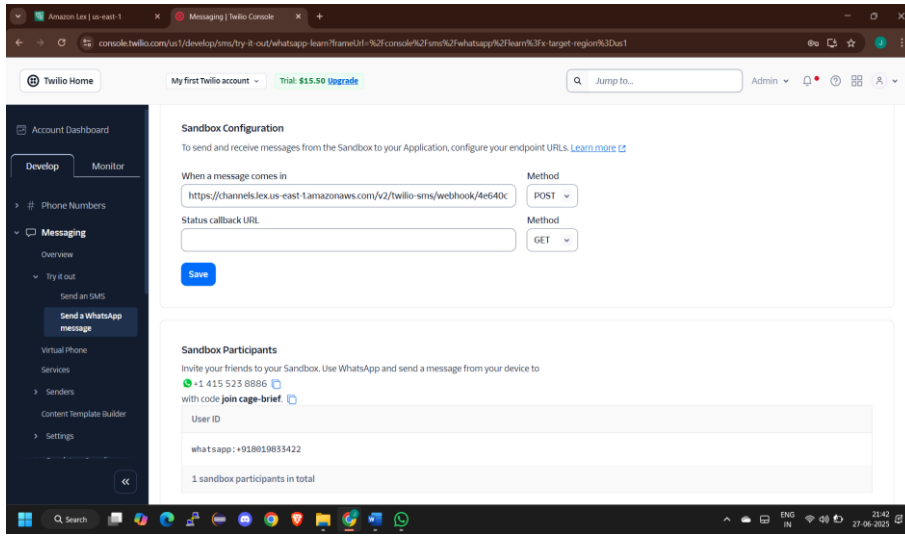 Amazon Lex | us-east-1
Messaging | Twilio Console
console.twilio.com/us1/develop/sms/try-it-out/whatsapp-learn?frameUrl=%2Fconsole%2Fsms%2Fwhatsapp%2Flearn%3Fx-target-region%3Dus1
Twilio Home
My first Twilio account
Trial: $15.50 Upgrade
Jump to...
Admin
Account Dashboard
Develop
Monitor
# Phone Numbers
Messaging
Overview
Try it out
Send an SMS
Send a WhatsApp
message
Virtual Phone
Services
Senders
Content Template Builder
Settings
Sandbox Configuration
To send and receive messages from the Sandbox to your Application, configure your endpoint URLs. Learn more
When a message comes in
Method
https://channels.lex.us-east-1.amazonaws.com/v2/twilio-sms/webhook/4e640c
POST
Status callback URL
Method
GET
Save
Sandbox Participants
Invite your friends to your Sandbox. Use WhatsApp and send a message from your device to
+1 415 523 8886
with code join cage-brief.
User ID
whatsapp:+918019833422
1 sandbox participants in total
Search
ENG
IN
21:42
27-06-2025